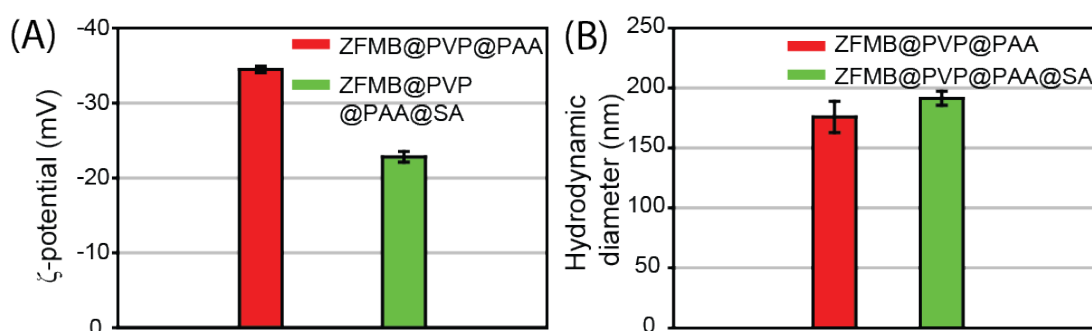 (A)
ζ-potential (mV)
-40
-30
-20
-10
0
ZFMB@PVP@PAA
ZFMB@PVP
@PAA@SA
(B)
Hydrodynamic
diameter (nm)
250
200
150
100
50
0
ZFMB@PVP@PAA
ZFMB@PVP@PAA@SA